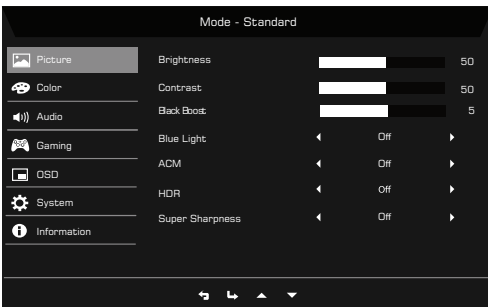 Mode - Standard
Picture
Color
Audio
Gaming
OSD
System
Information
Brightness 50
Contrast 50
Black Boost 5
Blue Light Off
ACM Off
HDR Off
Super Sharpness Off